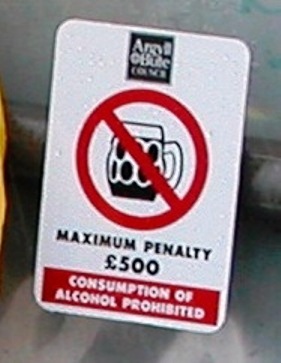 Argyll
& Bute
COUNCIL
MAXIMUM PENALTY
£500
CONSUMPTION OF
ALCOHOL PROHIBITED